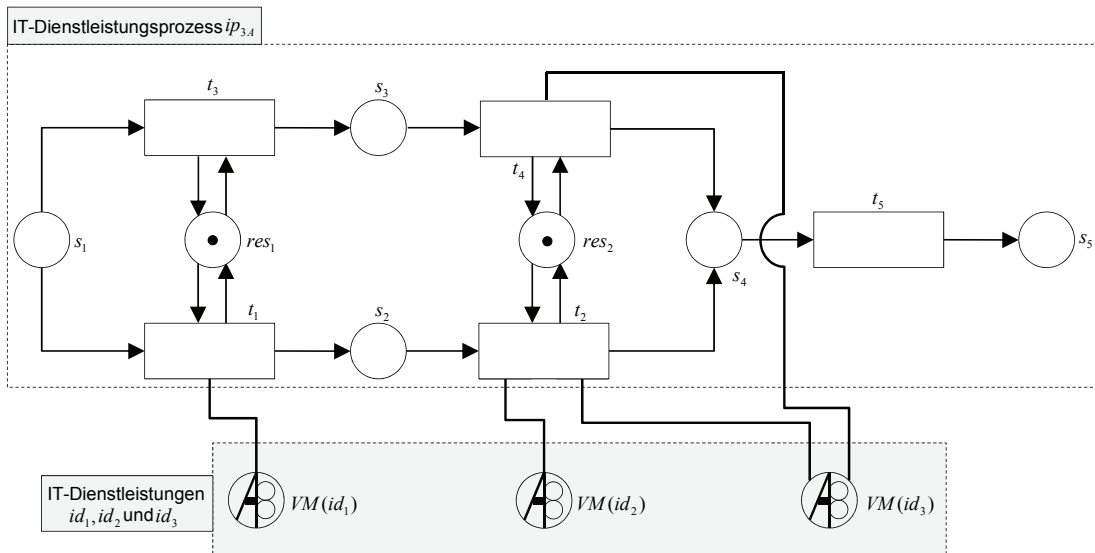 IT-Dienstleistungsprozess ip3A
t3
s3
t4
s1
res1
res2
t5
s5
s4
t1
s2
t2
IT-Dienstleistungen
id1, id2 und id3
VM(id1)
VM(id2)
VM(id3)